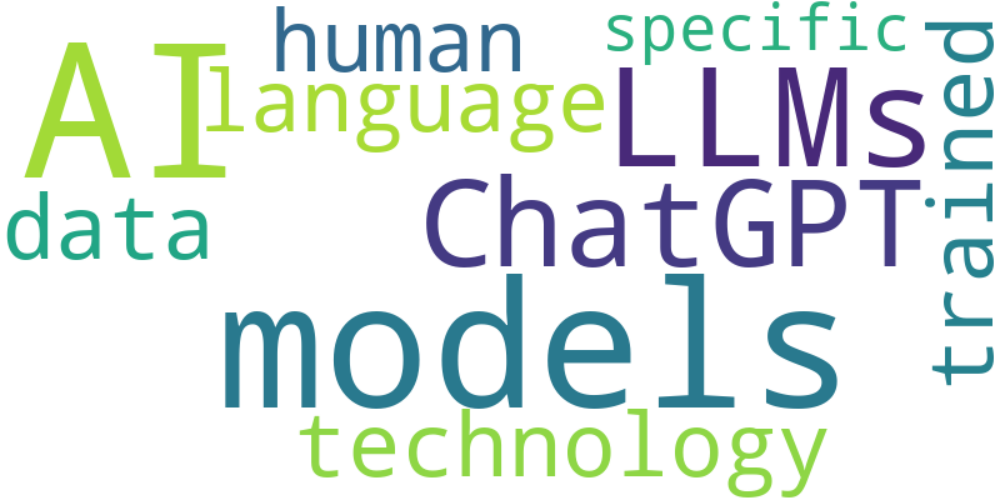 human
specific
AI
language
LLMs
trained
data
ChatGPT
models
technology